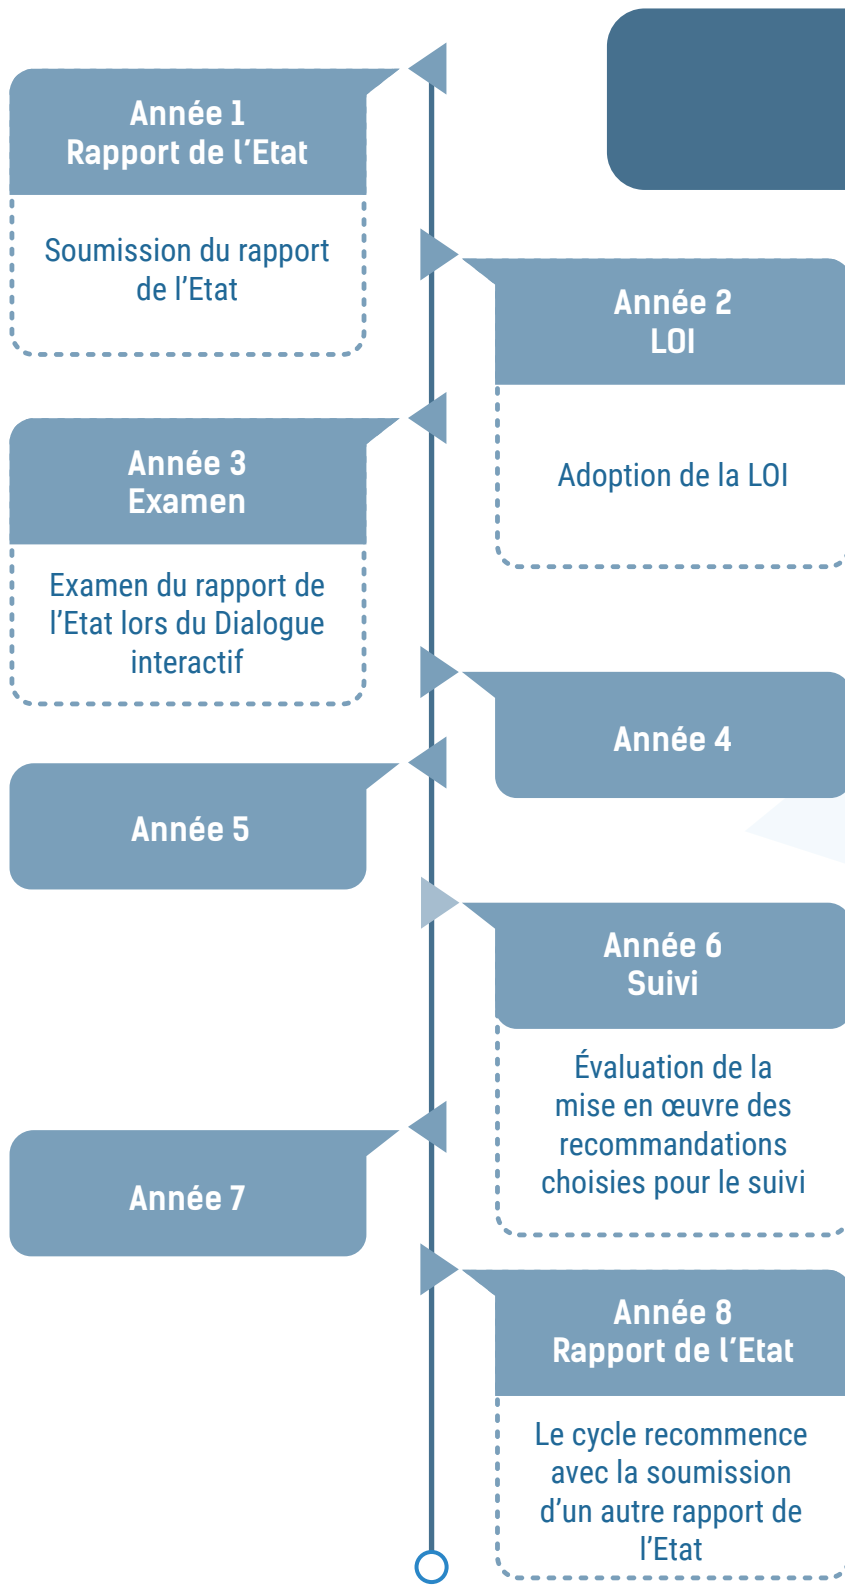 Année 1
Rapport de l’Etat
Soumission du rapport
de l’Etat
Année 2
LOI
Adoption de la LOI
Année 3
Examen
Examen du rapport de
l’Etat lors du Dialogue
interactif
Année 4
Année 5
Année 6
Suivi
Évaluation de la
mise en œuvre des
recommandations
choisies pour le suivi
Année 7
Année 8
Rapport de l’Etat
Le cycle recommence
avec la soumission
d’un autre rapport de
l’Etat